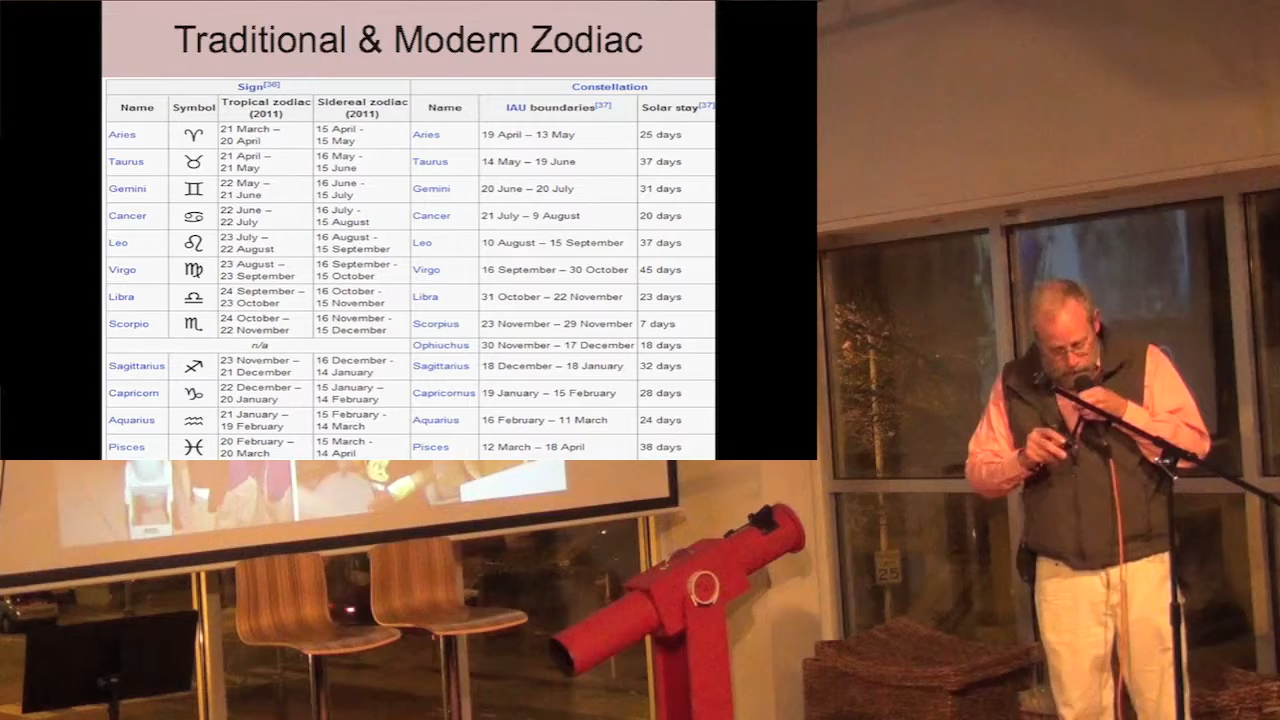 Traditional & Modern Zodiac
Sign[36] Constellation
Name Symbol Tropical zodiac (2011) Sidereal zodiac (2011) Name IAU boundaries[37] Solar stay[37]
Aries ♈ 21 March – 20 April 15 April - 15 May Aries 19 April – 13 May 25 days
Taurus ♉ 21 April – 21 May 16 May - 15 June Taurus 14 May – 19 June 37 days
Gemini ♊ 22 May – 21 June 16 June - 15 July Gemini 20 June – 20 July 31 days
Cancer ♋ 22 June – 22 July 16 July - 15 August Cancer 21 July – 9 August 20 days
Leo ♌ 23 July – 22 August 16 August - 15 September Leo 10 August – 15 September 37 days
Virgo ♍ 23 August – 23 September 16 September - 15 October Virgo 16 September – 30 October 45 days
Libra ♎ 24 September – 23 October 16 October - 15 November Libra 31 October – 22 November 23 days
Scorpio ♏ 24 October – 22 November 16 November - 15 December Scorpius 23 November – 29 November 7 days
n/a Ophiuchus 30 November – 17 December 18 days
Sagittarius ♐ 23 November – 21 December 16 December - 14 January Sagittarius 18 December – 18 January 32 days
Capricorn ♑ 22 December – 20 January 15 January – 14 February Capricornus 19 January – 15 February 28 days
Aquarius ♒ 21 January – 19 February 15 February - 14 March Aquarius 16 February – 11 March 24 days
Pisces ♓ 20 February – 20 March 15 March - 14 April Pisces 12 March – 18 April 38 days
25